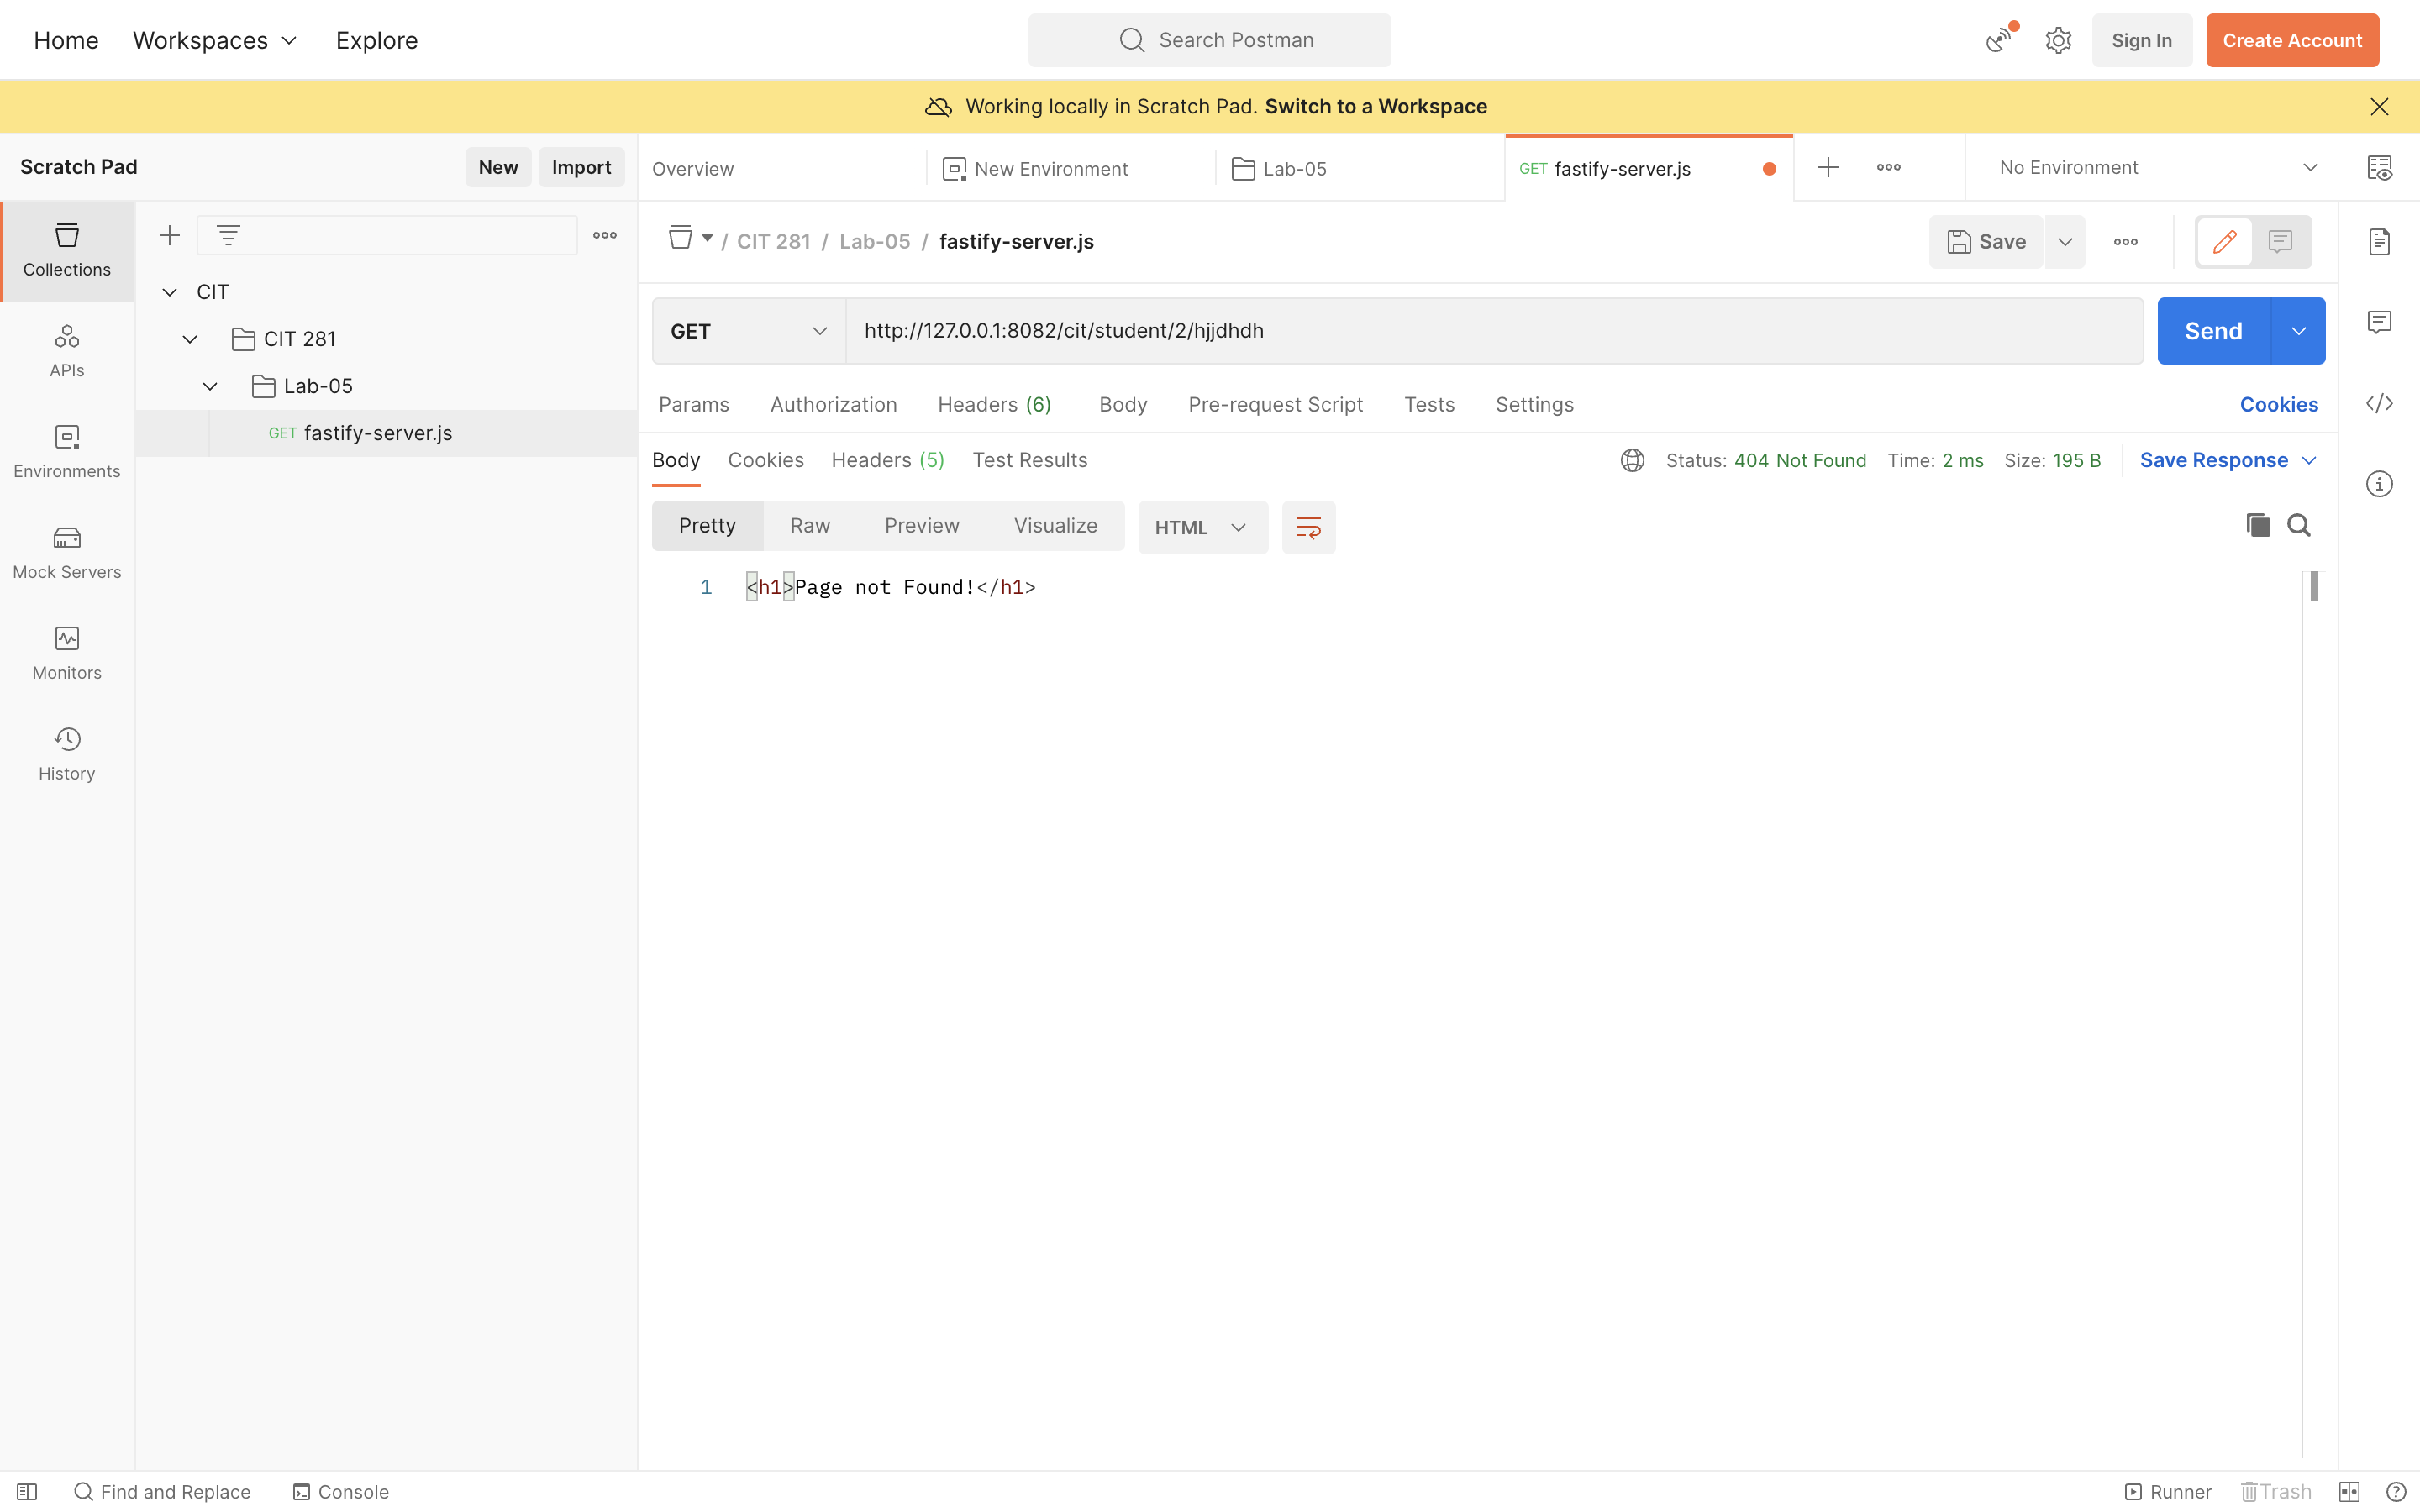 Home Workspaces Explore Search Postman Sign In Create Account
Working locally in Scratch Pad. Switch to a Workspace
Scratch Pad New Import Overview New Environment Lab-05 GET fastify-server.js No Environment
/ CIT 281 / Lab-05 / fastify-server.js Save
Collections
CIT
GET http://127.0.0.1:8082/cit/student/2/hjjdhdh Send
CIT 281
APIs
Lab-05
Params Authorization Headers (6) Body Pre-request Script Tests Settings Cookies
GET fastify-server.js
Environments
Body Cookies Headers (5) Test Results Status: 404 Not Found Time: 2 ms Size: 195 B Save Response
Pretty Raw Preview Visualize HTML
Mock Servers
1 <h1>Page not Found!</h1>
Monitors
History
Find and Replace Console Runner Trash